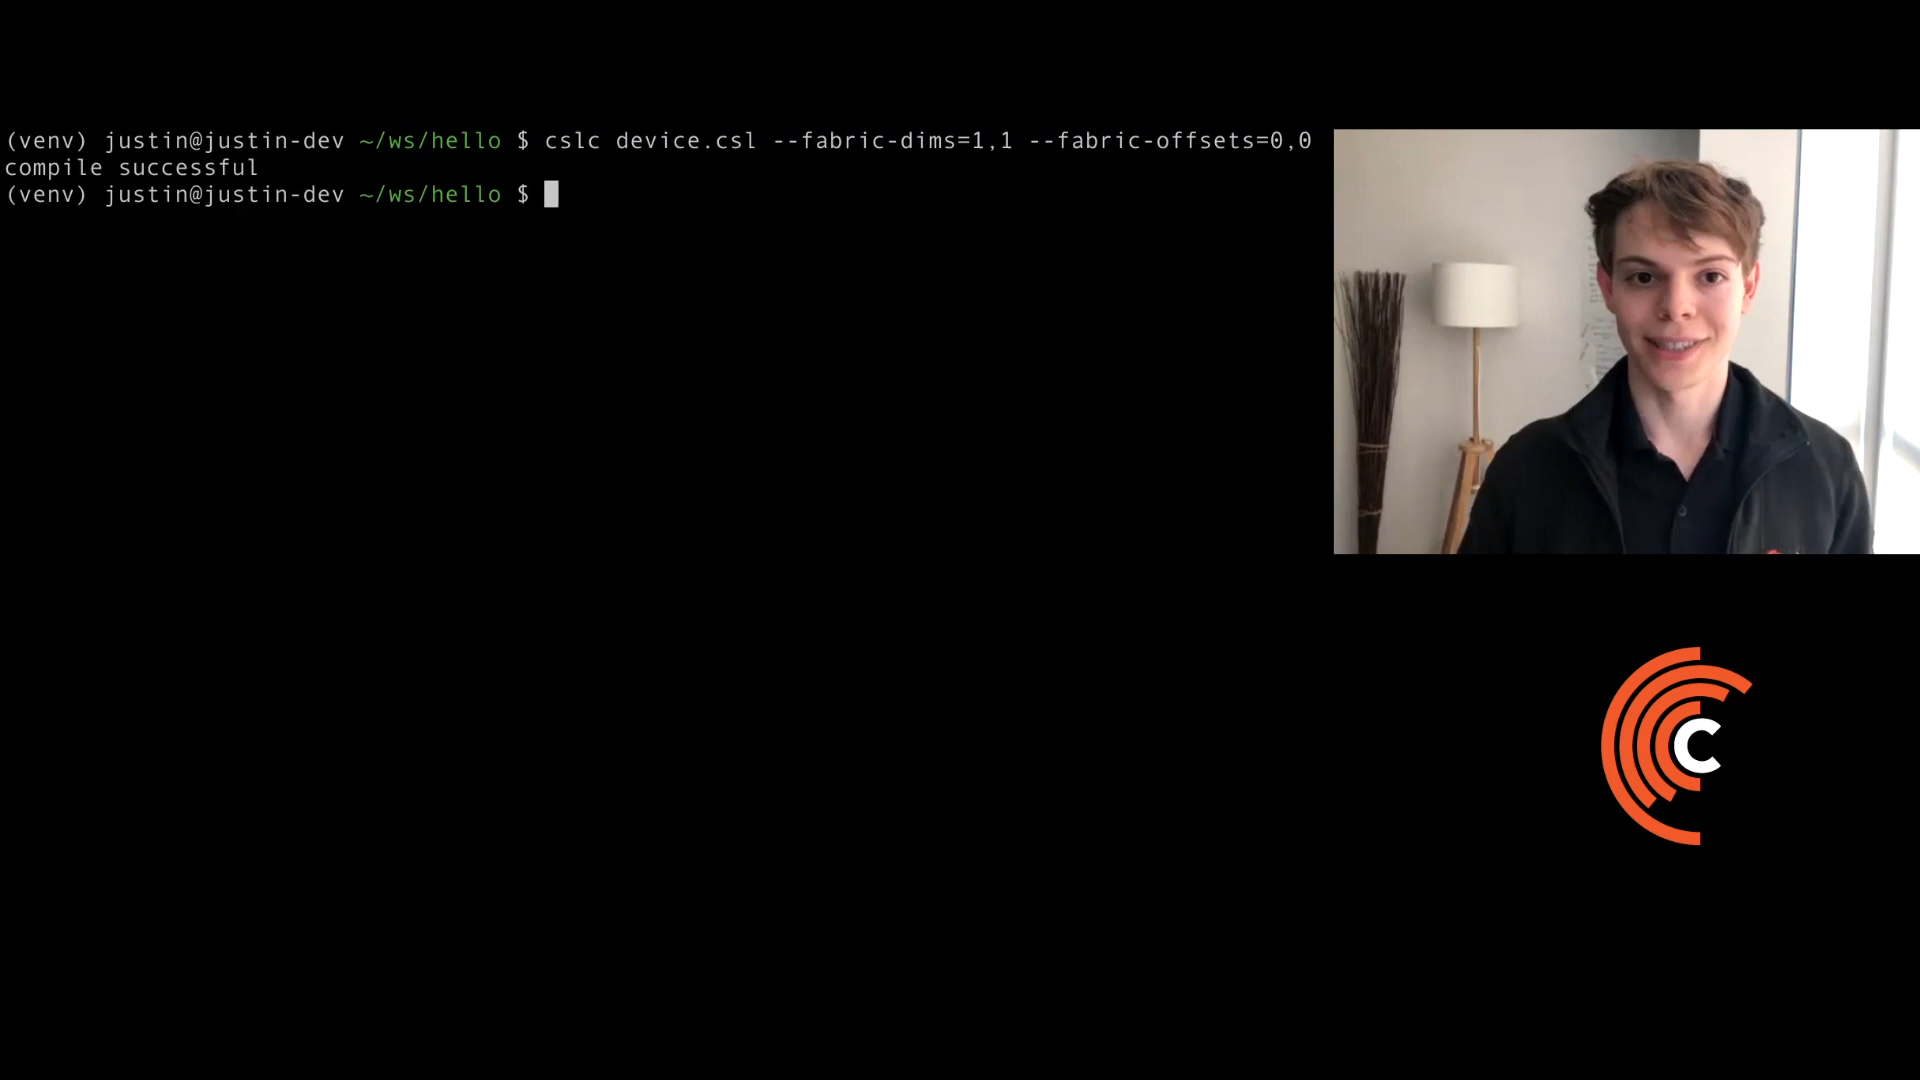 (venv) justin@justin-dev ~/ws/hello $ cslc device.csl --fabric-dims=1,1 --fabric-offsets=0,0
compile successful
(venv) justin@justin-dev ~/ws/hello $
C